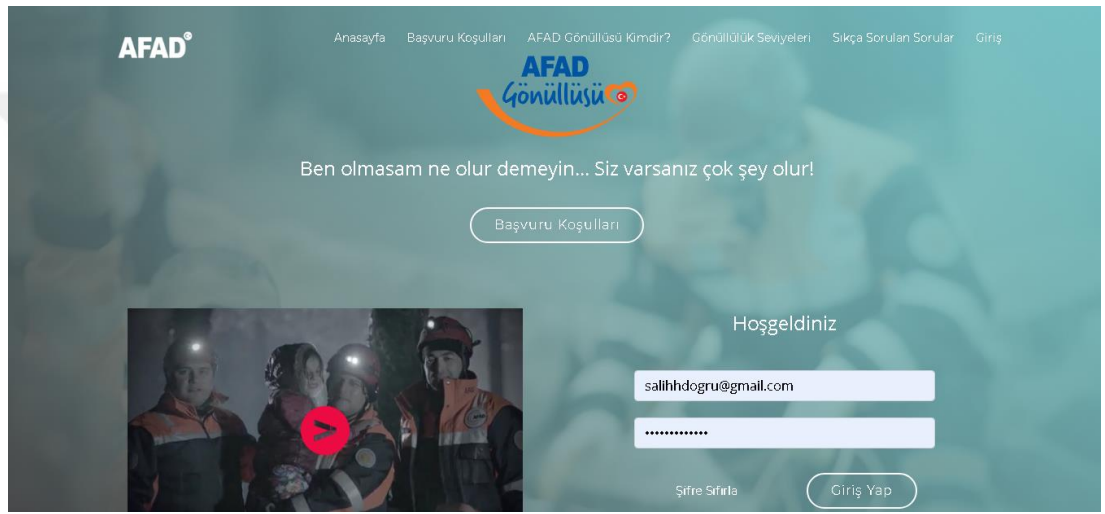 AFAD
Anasayfa Başvuru Koşulları AFAD Gönüllüsü Kimdir? Gönüllülük Seviyeleri Sıkça Sorulan Sorular Giriş
AFAD
Gönüllüsü
Ben olmasam ne olur demeyin... Siz varsanız çok şey olur!
Başvuru Koşulları
Hoşgeldiniz
salihhdogru@gmail.com
•••••••••••••
Şifre Sıfırla Giriş Yap